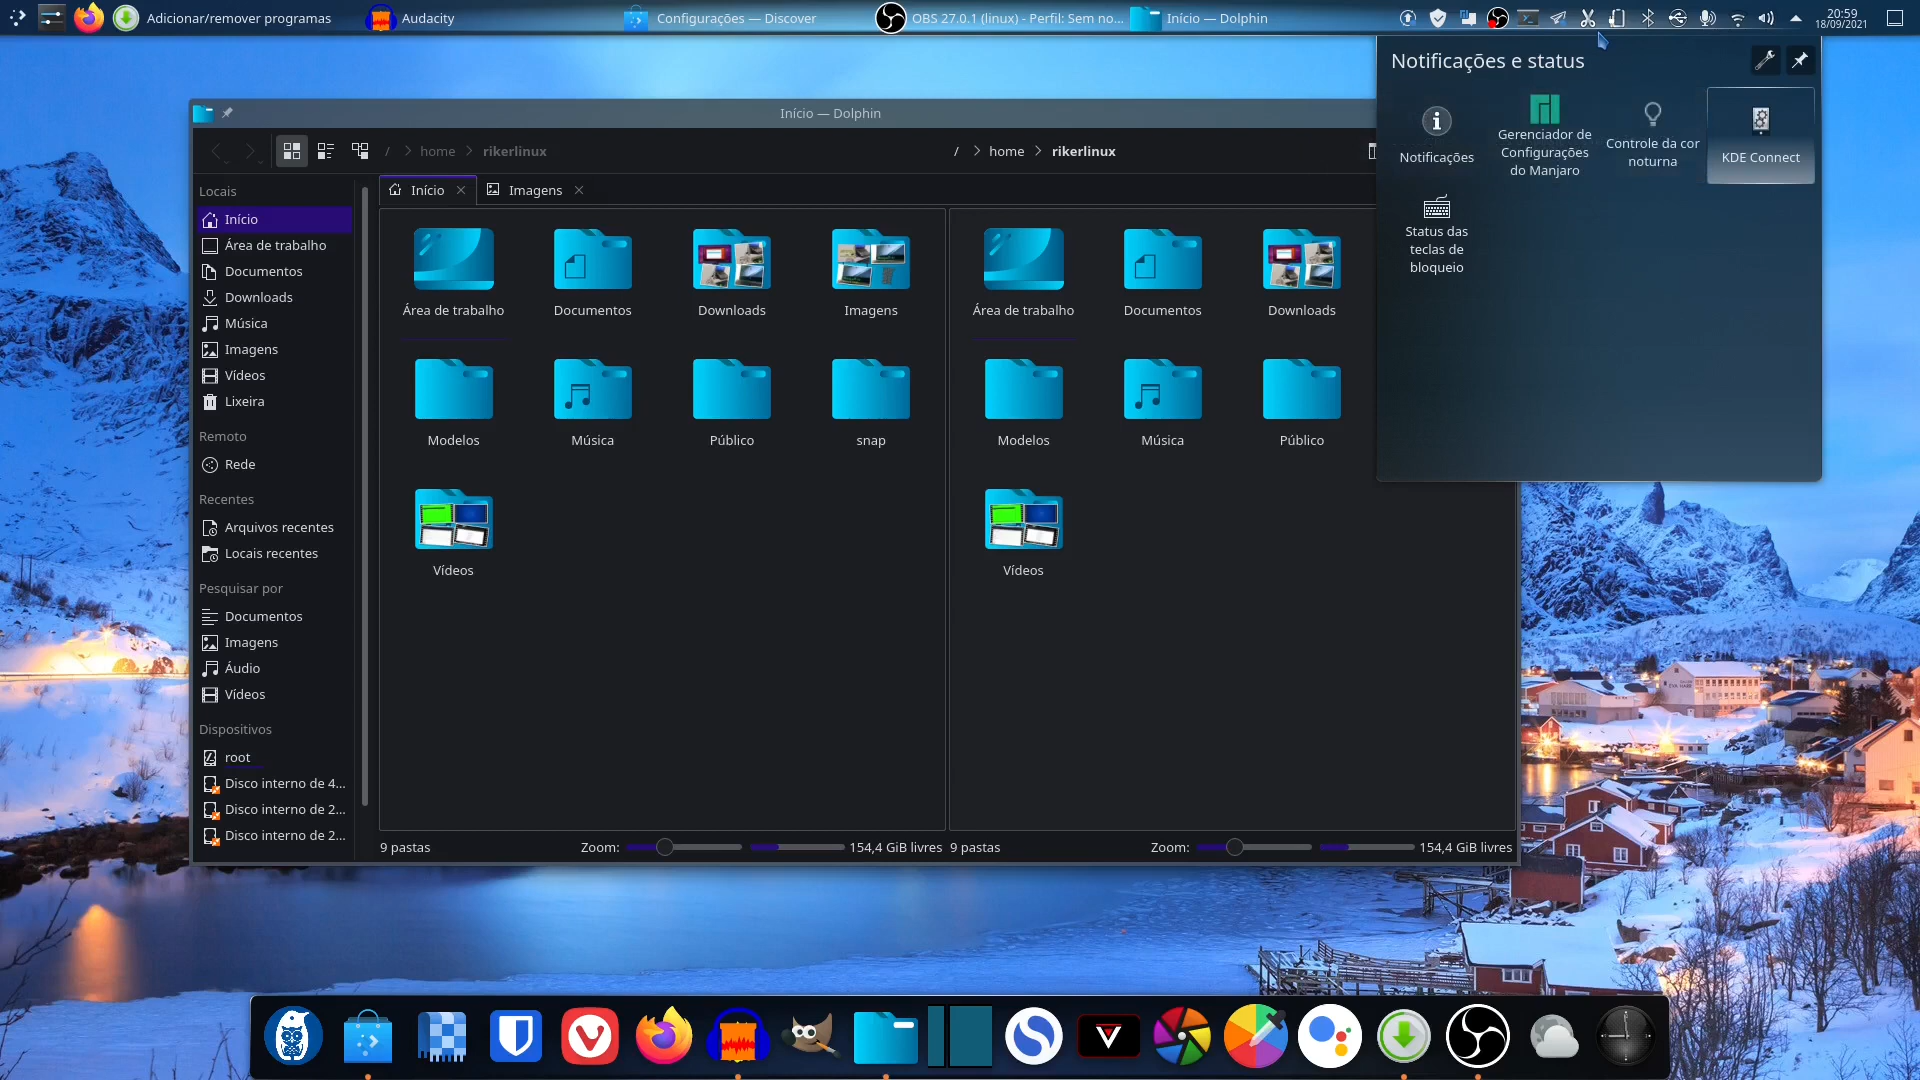 Adicionar/remover programas
Audacity
Configurações — Discover
OBS 27.0.1 (linux) - Perfil: Sem no...
Início — Dolphin
20:59
18/09/2021
Notificações e status
Notificações
Gerenciador de
Configurações
do Manjaro
Controle da cor
noturna
KDE Connect
Status das
teclas de
bloqueio
Início — Dolphin
/ > home > rikerlinux
/ > home > rikerlinux
Início
Imagens
Locais
Início
Área de trabalho
Documentos
Downloads
Música
Imagens
Vídeos
Lixeira
Remoto
Rede
Recentes
Arquivos recentes
Locais recentes
Pesquisar por
Documentos
Imagens
Áudio
Vídeos
Dispositivos
root
Disco interno de 4...
Disco interno de 2...
Disco interno de 2...
Área de trabalho
Documentos
Downloads
Imagens
Modelos
Música
Público
snap
Vídeos
Área de trabalho
Documentos
Downloads
Modelos
Música
Público
Vídeos
9 pastas
Zoom:
154,4 GiB livres
9 pastas
Zoom:
154,4 GiB livres